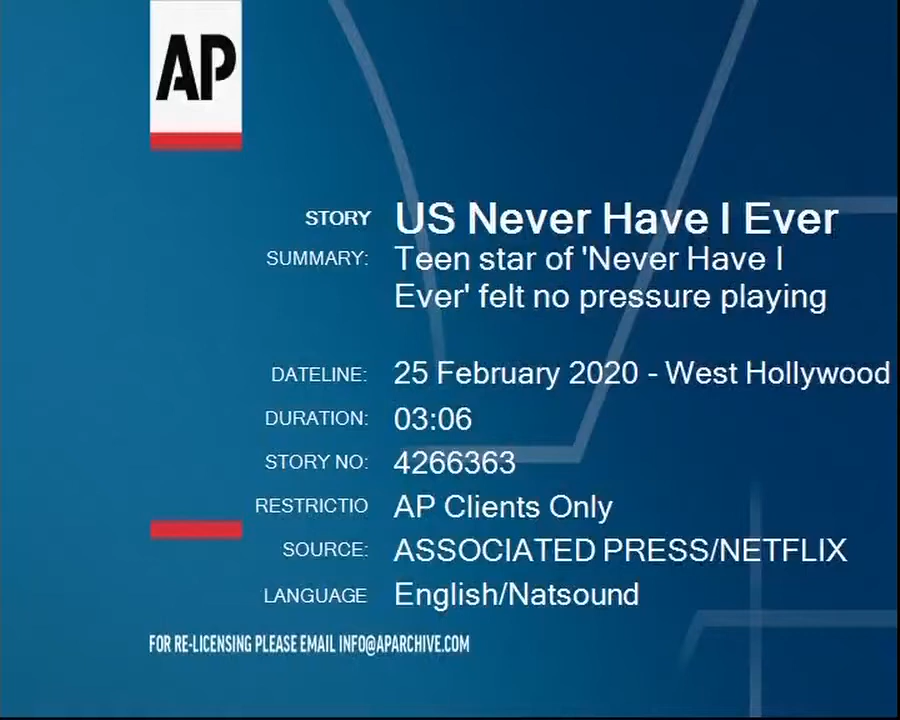 AP
STORY US Never Have I Ever
SUMMARY: Teen star of 'Never Have I
Ever' felt no pressure playing
DATELINE: 25 February 2020 - West Hollywood
DURATION: 03:06
STORY NO: 4266363
RESTRICTIO AP Clients Only
SOURCE: ASSOCIATED PRESS/NETFLIX
LANGUAGE English/Natsound
FOR RE-LICENSING PLEASE EMAIL INFO@APARCHIVE.COM